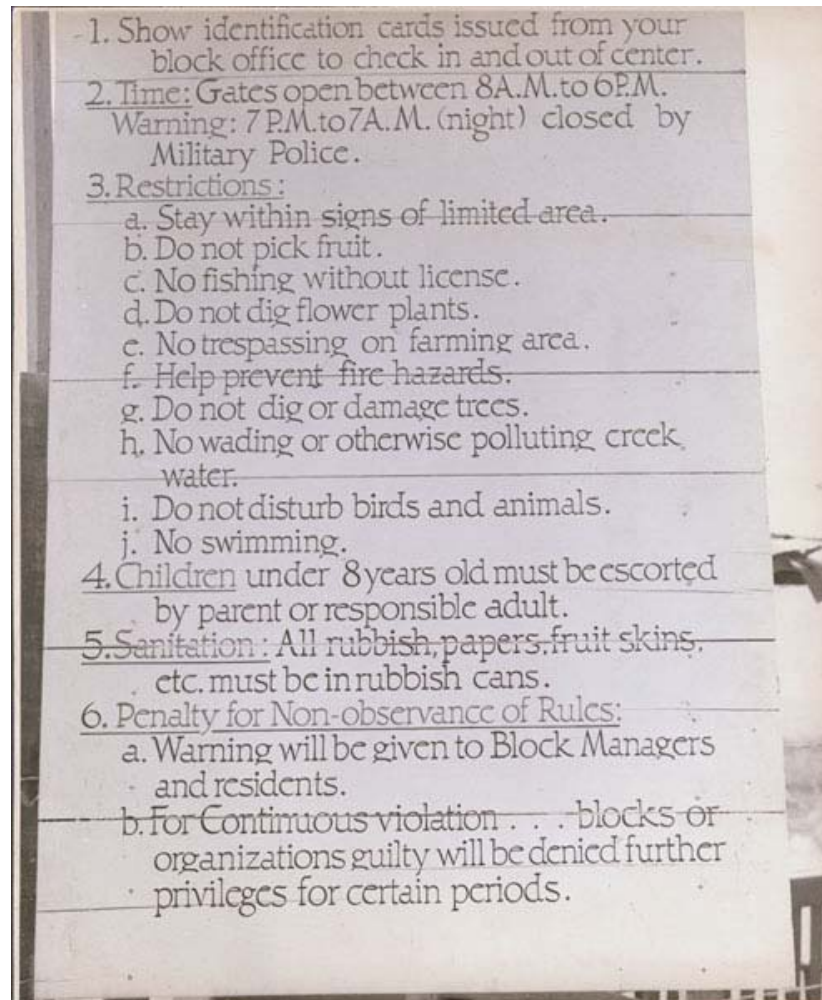 1. Show identification cards issued from your
block office to check in and out of center.
2. Time: Gates open between 8A.M. to 6P.M.
Warning: 7 P.M. to 7A.M. (night) closed by
Military Police.
3. Restrictions:
a. Stay within signs of limited area.
b. Do not pick fruit.
c. No fishing without license.
d. Do not dig flower plants.
e. No trespassing on farming area.
f. Help prevent fire hazards.
g. Do not dig or damage trees.
h. No wading or otherwise polluting creek
water.
i. Do not disturb birds and animals.
j. No swimming.
4. Children under 8 years old must be escorted
by parent or responsible adult.
5. Sanitation: All rubbish, papers, fruit skins,
etc. must be in rubbish cans.
6. Penalty for Non-observance of Rules:
a. Warning will be given to Block Managers
and residents.
b. For Continuous violation . . . blocks or
organizations guilty will be denied further
privileges for certain periods.